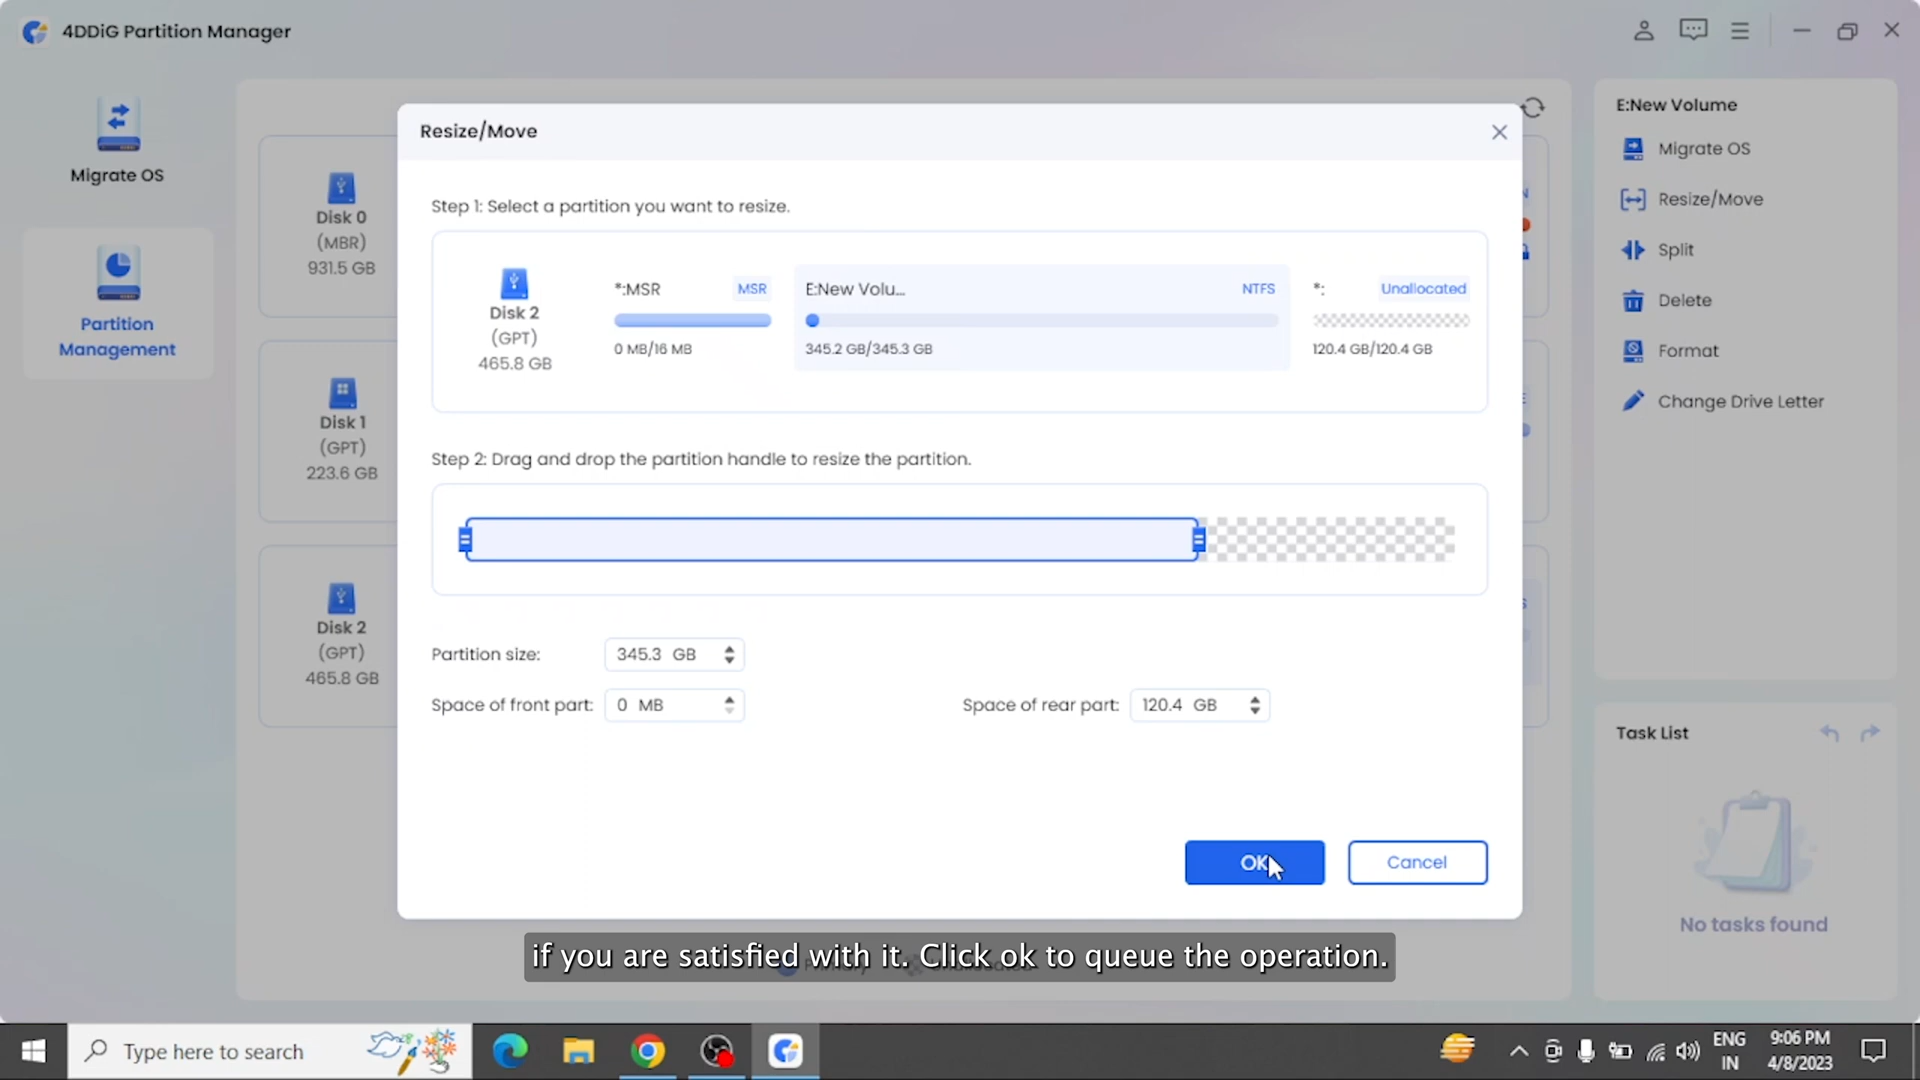 4DDiG Partition Manager
Migrate OS
Partition
Management
Disk 0
(MBR)
931.5 GB
Disk 1
(GPT)
223.6 GB
Disk 2
(GPT)
465.8 GB
Resize/Move
Step 1: Select a partition you want to resize.
Disk 2
(GPT)
465.8 GB
*:MSR MSR
0 MB/16 MB
E:New Volu... NTFS
345.2 GB/345.3 GB
*: Unallocated
120.4 GB/120.4 GB
Step 2: Drag and drop the partition handle to resize the partition.
Partition size: 345.3 GB
Space of front part: 0 MB
Space of rear part: 120.4 GB
OK
Cancel
E:New Volume
Migrate OS
Resize/Move
Split
Delete
Format
Change Drive Letter
Task List
No tasks found
if you are satisfied with it. Click ok to queue the operation.
Type here to search
ENG
IN
9:06 PM
4/8/2023